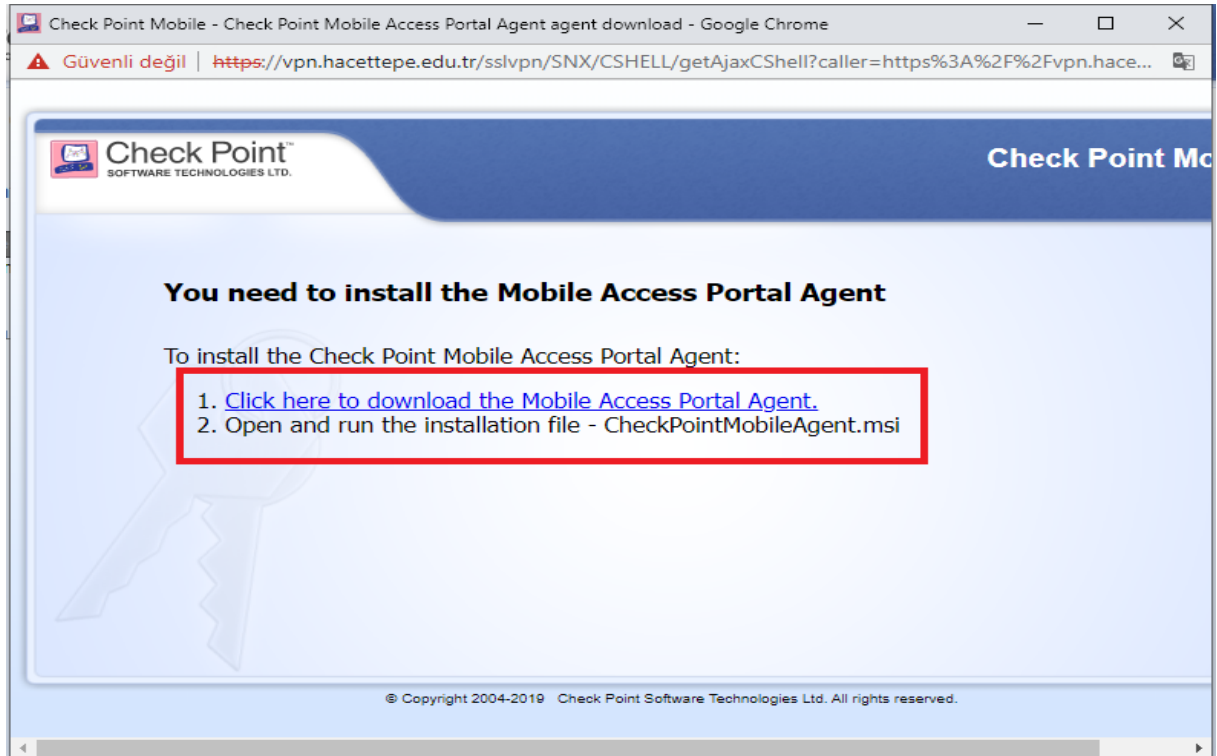 Check Point Mobile - Check Point Mobile Access Portal Agent agent download - Google Chrome
Güvenli değil | https://vpn.hacettepe.edu.tr/sslvpn/SNX/CSHELL/getAjaxCShell?caller=https%3A%2F%2Fvpn.hace...
Check Point™
SOFTWARE TECHNOLOGIES LTD.
Check Point Mo
You need to install the Mobile Access Portal Agent
To install the Check Point Mobile Access Portal Agent:
1. Click here to download the Mobile Access Portal Agent.
2. Open and run the installation file - CheckPointMobileAgent.msi
© Copyright 2004-2019 Check Point Software Technologies Ltd. All rights reserved.